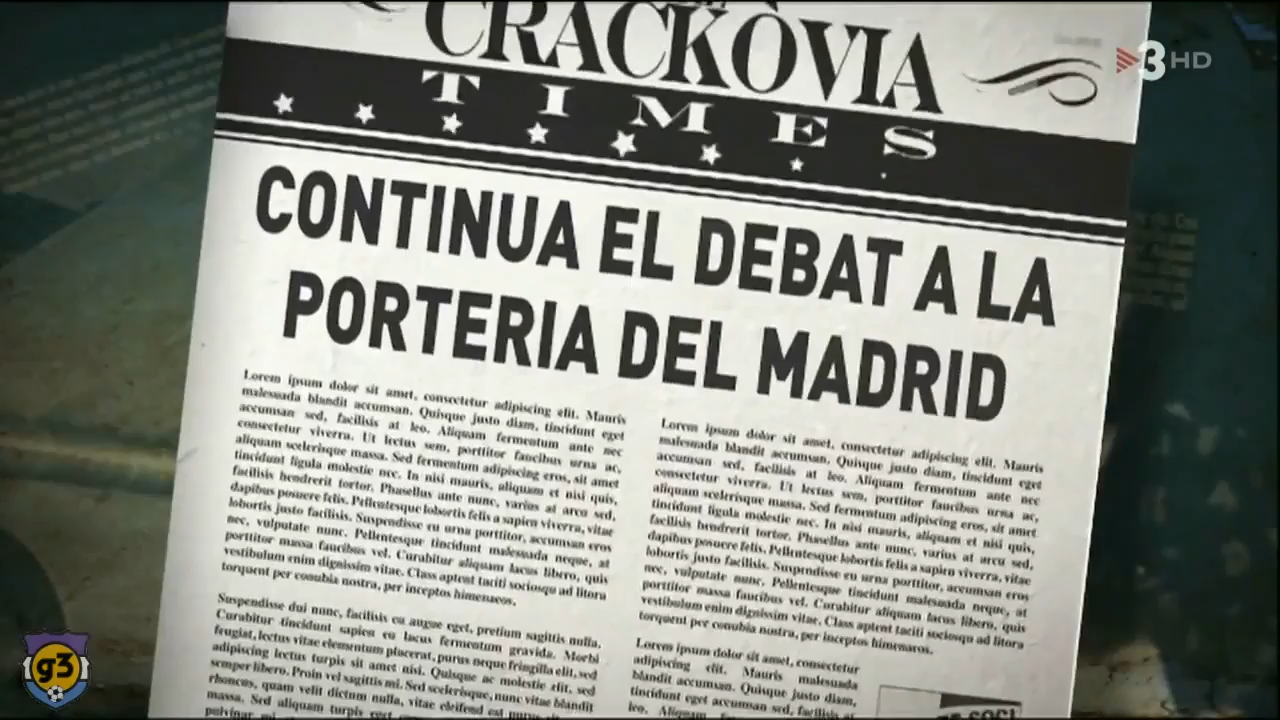 CRACKÒVIA
TIMES
3HD
CONTINUA EL DEBAT A LA
PORTERIA DEL MADRID
Lorem ipsum dolor sit amet, consectetur adipiscing elit. Mauris
malesuada blandit accumsan. Quisque justo diam, tincidunt eget
accumsan sed, facilisis at leo. Aliquam fermentum ante nec
consectetur viverra. Ut lectus sem, porttitor faucibus urna ac,
aliquam scelerisque massa. Sed fermentum adipiscing eros, sit amet
tincidunt ligula molestie nec. In nisi mauris, aliquam et nisi quis,
facilisis hendrerit tortor. Phasellus ante nunc, varius at arcu sed,
dapibus posuere felis. Pellentesque lobortis felis a sapien viverra, vitae
lobortis justo facilisis. Suspendisse eu urna porttitor, accumsan eros
nec, vulputate nunc. Pellentesque tincidunt malesuada neque, at
porttitor massa faucibus vel. Curabitur aliquam lacus libero, quis
vestibulum enim dignissim vitae. Class aptent taciti sociosqu ad litora
torquent per conubia nostra, per inceptos himenaeos.
Suspendisse dui nunc, facilisis eu augue eget, pretium sagittis nulla.
Curabitur tincidunt sapien eu lacus fermentum gravida. Morbi
feugiat, lectus vitae elementum placerat, purus neque fringilla elit, sed
adipiscing lectus turpis sit amet nisi. Quisque ac molestie elit, sed
semper libero. Proin vel sagittis mi. Sed scelerisque, nunc vitae blandit
rhoncus, quam velit dictum nulla, vitae eleifend est
massa. Sed aliquam turpis eget
pulvinar
Lorem ipsum dolor sit amet, consectetur adipiscing elit. Mauris
malesuada blandit accumsan. Quisque justo diam, tincidunt eget
accumsan sed, facilisis at leo. Aliquam fermentum ante nec
consectetur viverra. Ut lectus sem, porttitor faucibus urna ac,
aliquam scelerisque massa. Sed fermentum adipiscing eros, sit amet
tincidunt ligula molestie nec. In nisi mauris, aliquam et nisi quis,
facilisis hendrerit tortor. Phasellus ante nunc, varius at arcu sed,
dapibus posuere felis. Pellentesque lobortis felis a sapien viverra, vitae
lobortis justo facilisis. Suspendisse eu urna porttitor, accumsan eros
nec, vulputate nunc. Pellentesque tincidunt malesuada neque, at
porttitor massa faucibus vel. Curabitur aliquam lacus libero, quis
vestibulum enim dignissim vitae. Class aptent taciti sociosqu ad litora
torquent per conubia nostra, per inceptos himenaeos.
Lorem ipsum dolor sit amet, consectetur
adipiscing elit. Mauris malesuada
blandit accumsan. Quisque justo diam,
tincidunt eget accumsan sed, facilisis at
leo. Aliquam fermentum ante nec
g3